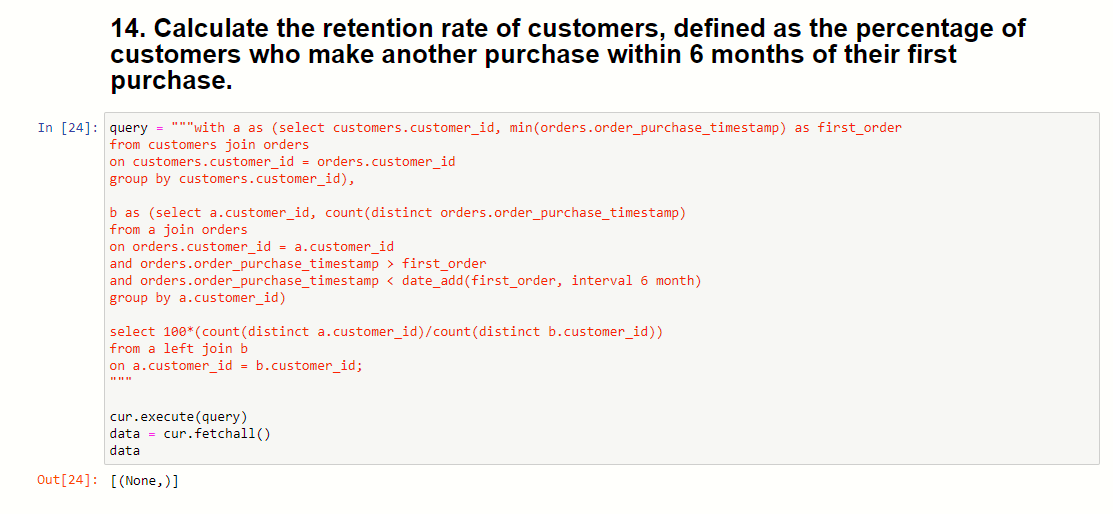 14. Calculate the retention rate of customers, defined as the percentage of
customers who make another purchase within 6 months of their first
purchase.
In [24]: query = """with a as (select customers.customer_id, min(orders.order_purchase_timestamp) as first_order
from customers join orders
on customers.customer_id = orders.customer_id
group by customers.customer_id),
b as (select a.customer_id, count(distinct orders.order_purchase_timestamp)
from a join orders
on orders.customer_id = a.customer_id
and orders.order_purchase_timestamp > first_order
and orders.order_purchase_timestamp < date_add(first_order, interval 6 month)
group by a.customer_id)
select 100*(count(distinct a.customer_id)/count(distinct b.customer_id))
from a left join b
on a.customer_id = b.customer_id;
"""
cur.execute(query)
data = cur.fetchall()
data
Out[24]: [(None,)]